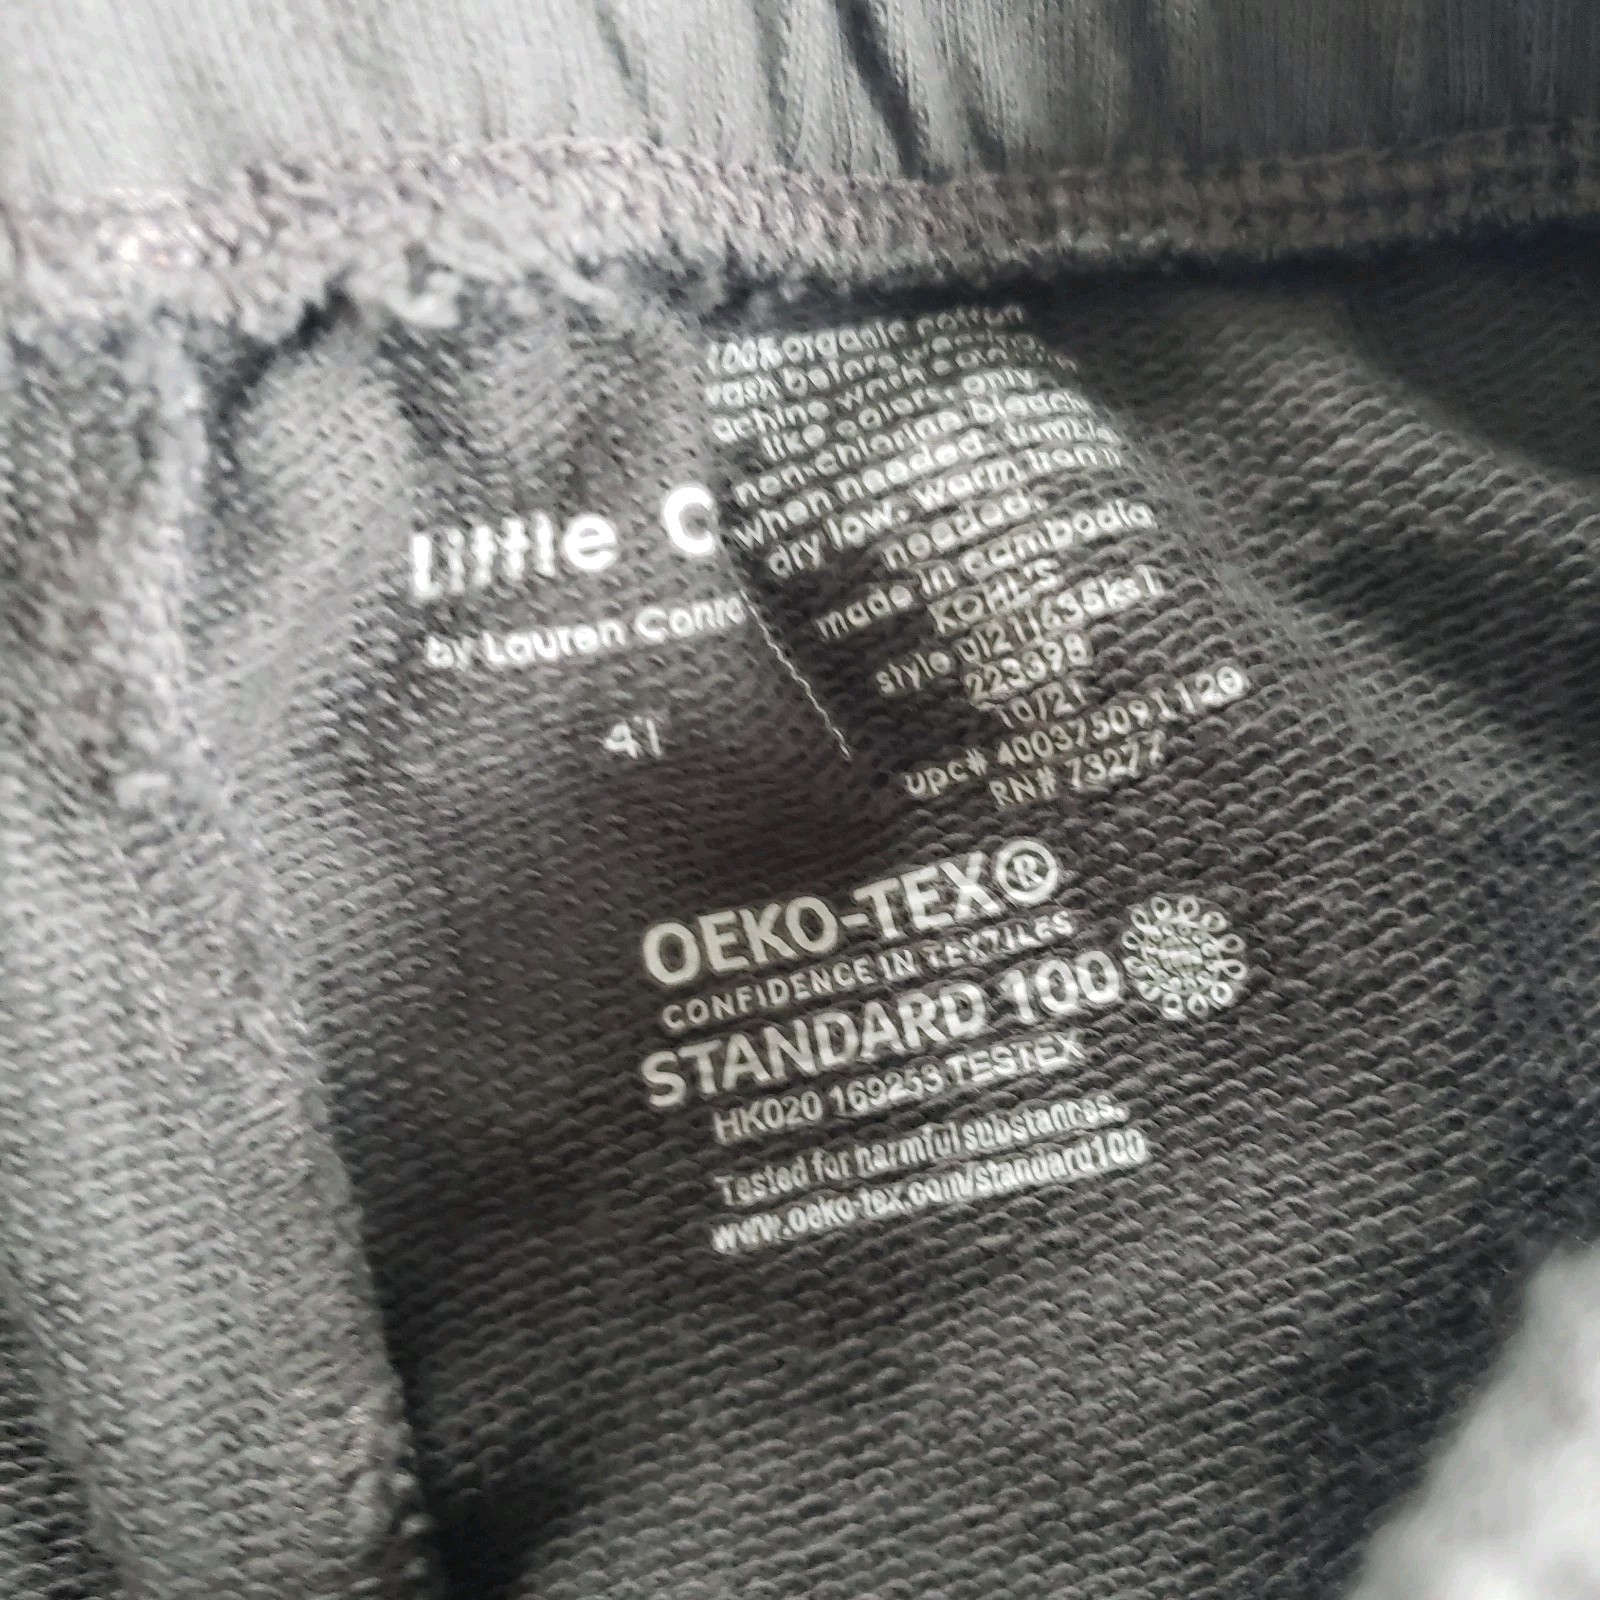 Little C
by Lauren Conra
4T
100% organic cotton
wash before wearing.
achine wash
like colors. only
non-chlorine bleach
when needed. tumble
dry low. warm iron
needed.
made in cambodia
KOHL'S
style
223398
10/21
upc# 400375091120
RN# 73277
OEKO-TEX®
CONFIDENCE IN TEXTILES
STANDARD 100
HK020 169253 TESTEX
Tested for harmful substances.
www.oeko-tex.com/standard100